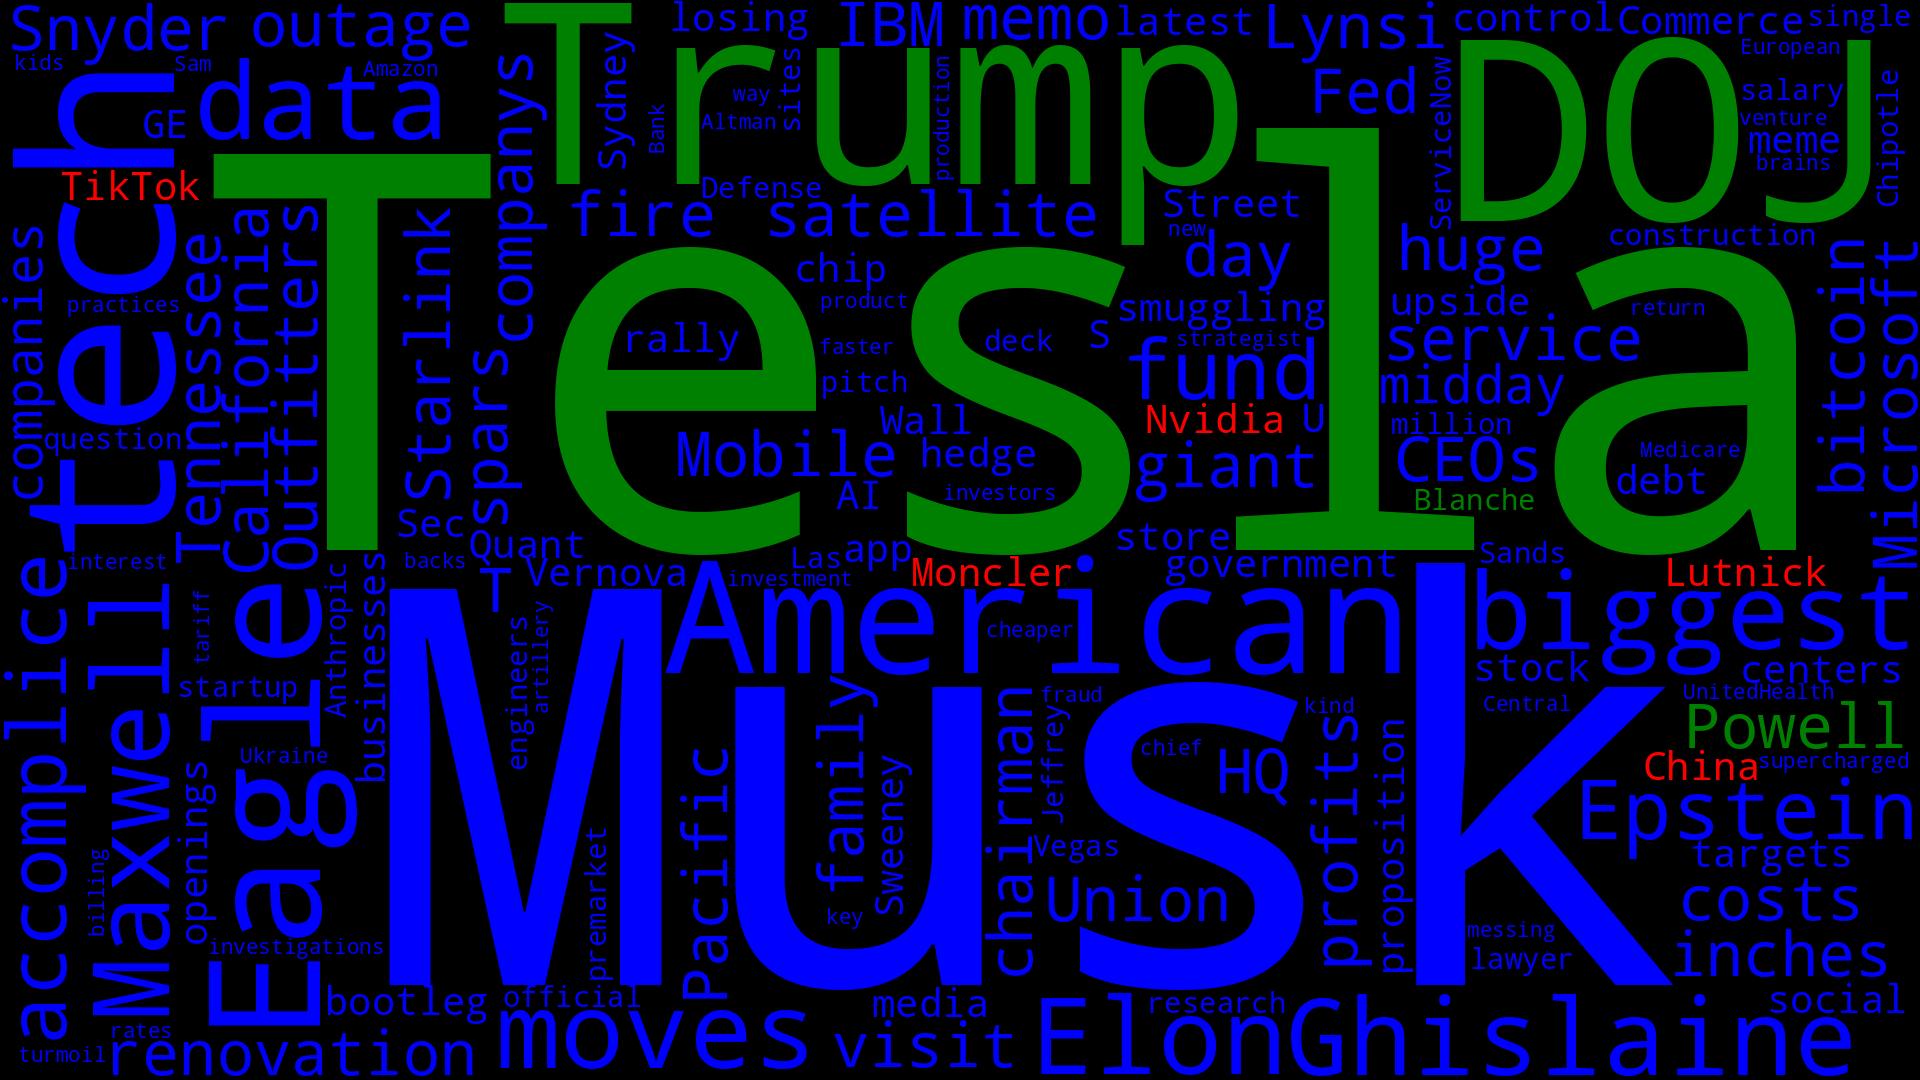 Snyder
outage
Trump
losing
IBM
memo
latest
Lynsi
control
Commerce
single
kids
Sam
Amazon
European
tech
GE
data
companys
Sydney
way
sites
Bank
Altman
production
Fed
ServiceNow
DOJ
salary
venture
meme
brains
Chipotle
TikTok
Tesla
Defense
fire
satellite
Street
new
day
huge
construction
companies
practices
Tennessee
California
outfitters
Starlink
chip
product
smuggling
upside
return
bitcoin
Microsoft
rally
faster
deck
S
strategist
service
question
spars
pitch
fund
midday
Wall
Nvidia
U
million
Mobile
hedge
giant
CEOs
Medicare
AI
investors
debt
Blanche
Sec
Quant
store
accomplice
interest
backs
Las
app
government
Sands
T
Vernova
investment
Moncler
Lutnick
Maxwell
tariff
Eagle
Anthropic
businesses
Musk
American
biggest
engineers
artillery
cheaper
stock
centers
startup
family
fraud
kind
Central
UnitedHealth
Jeffrey
Powell
Ukraine
chief
HQ
profits
China
supercharged
openings
Pacific
Sweeney
chairman
proposition
Epstein
billing
premarket
Vegas
targets
Union
costs
key
investigations
messing
lawyer
inches
bootleg
official
media
research
social
rates
turmoil
renovation
moves
visit
Elon
Ghislaine